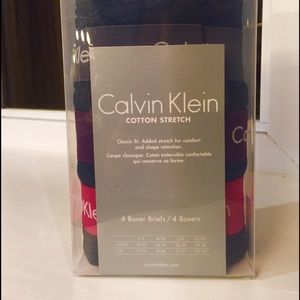 Calvin Klein
COTTON STRETCH
Classic fit. Added stretch for comfort
and shape retention.
Coupe classique. Coton extensible confortable
qui conserve sa forme.
Klein
4 Boxer Briefs / 4 Boxers
calvinklein.com